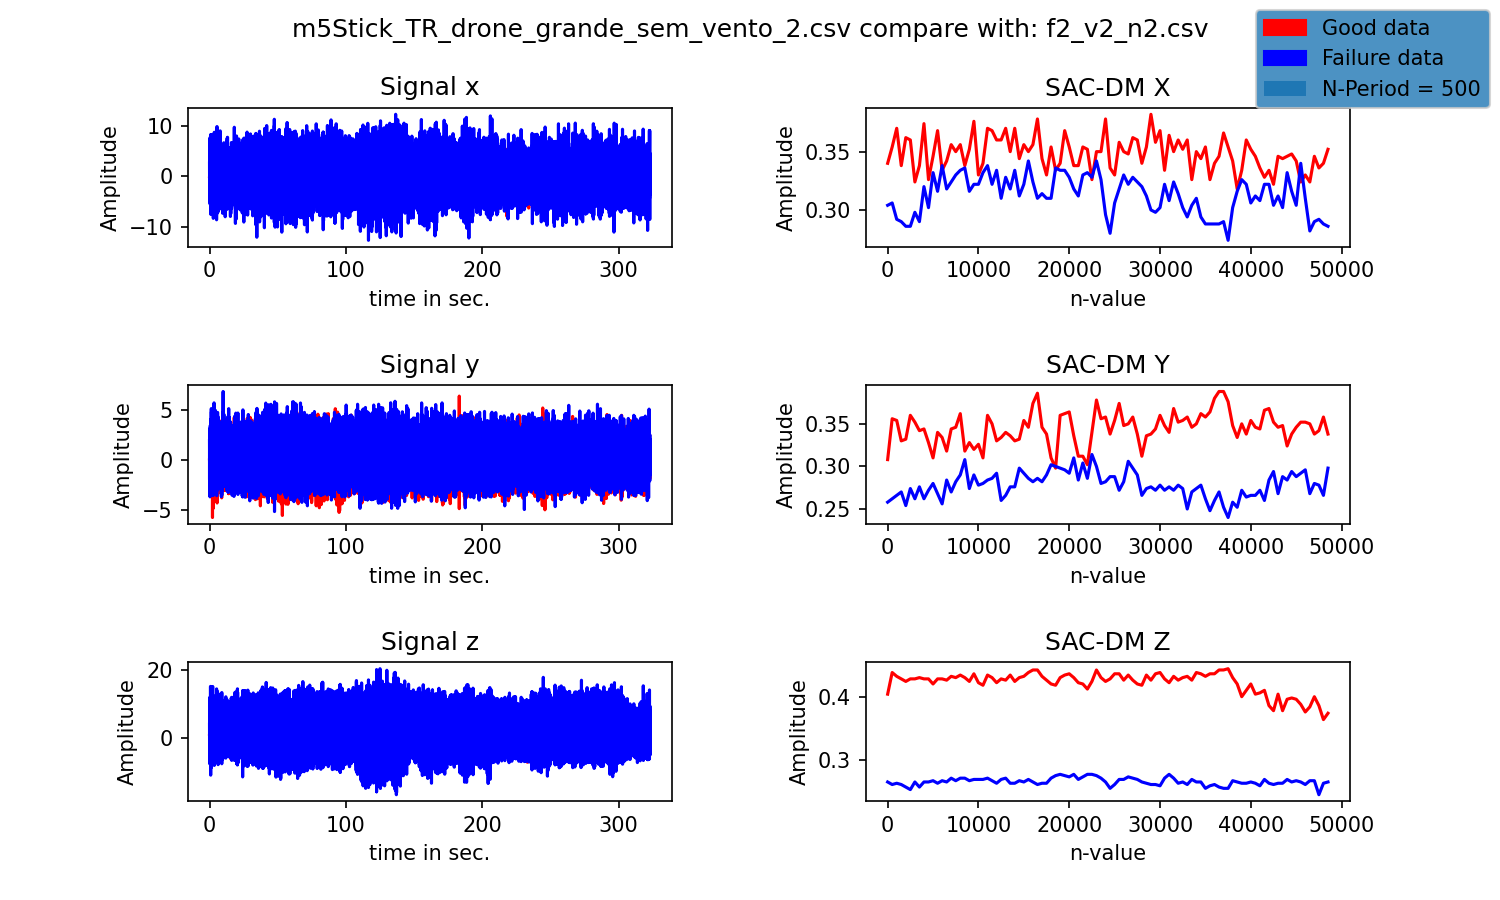 m5Stick_TR_drone_grande_sem_vento_2.csv compare with: f2_v2_n2.csv
Good data
Failure data
N-Period = 500
Signal x
Amplitude
10
0
−10
0 100 200 300
time in sec.
SAC-DM X
Amplitude
0.35
0.30
0 10000 20000 30000 40000 50000
n-value
Signal y
Amplitude
5
0
−5
0 100 200 300
time in sec.
SAC-DM Y
Amplitude
0.35
0.30
0.25
0 10000 20000 30000 40000 50000
n-value
Signal z
Amplitude
20
0
0 100 200 300
time in sec.
SAC-DM Z
Amplitude
0.4
0.3
0 10000 20000 30000 40000 50000
n-value